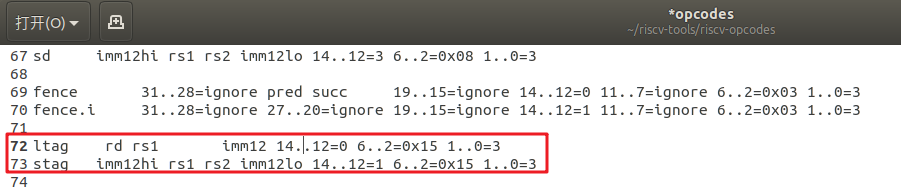 打开(O)
*opcodes
~/riscv-tools/riscv-opcodes
67 sd imm12hi rs1 rs2 imm12lo 14..12=3 6..2=0x08 1..0=3
68
69 fence 31..28=ignore pred succ 19..15=ignore 14..12=0 11..7=ignore 6..2=0x03 1..0=3
70 fence.i 31..28=ignore 27..20=ignore 19..15=ignore 14..12=1 11..7=ignore 6..2=0x03 1..0=3
71
72 ltag rd rs1 imm12 14..12=0 6..2=0x15 1..0=3
73 stag imm12hi rs1 rs2 imm12lo 14..12=1 6..2=0x15 1..0=3
74